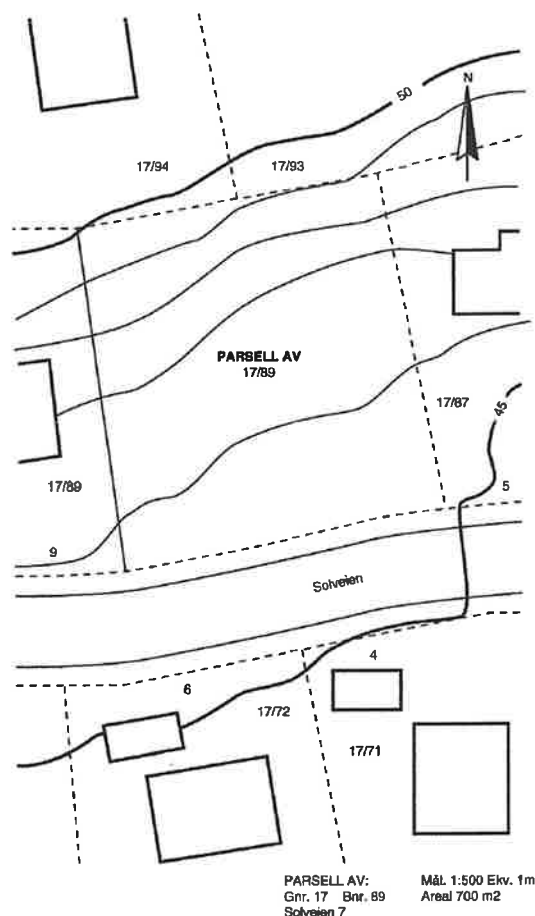 50
N
17/94
17/93
PARSELL AV
17/89
17/87
45
17/89
5
9
Solveien
4
6
17/72
17/71
PARSELL AV:
Gnr. 17 Bnr. 89
Solveien 7
Mål. 1:500 Ekv. 1m
Areal 700 m2